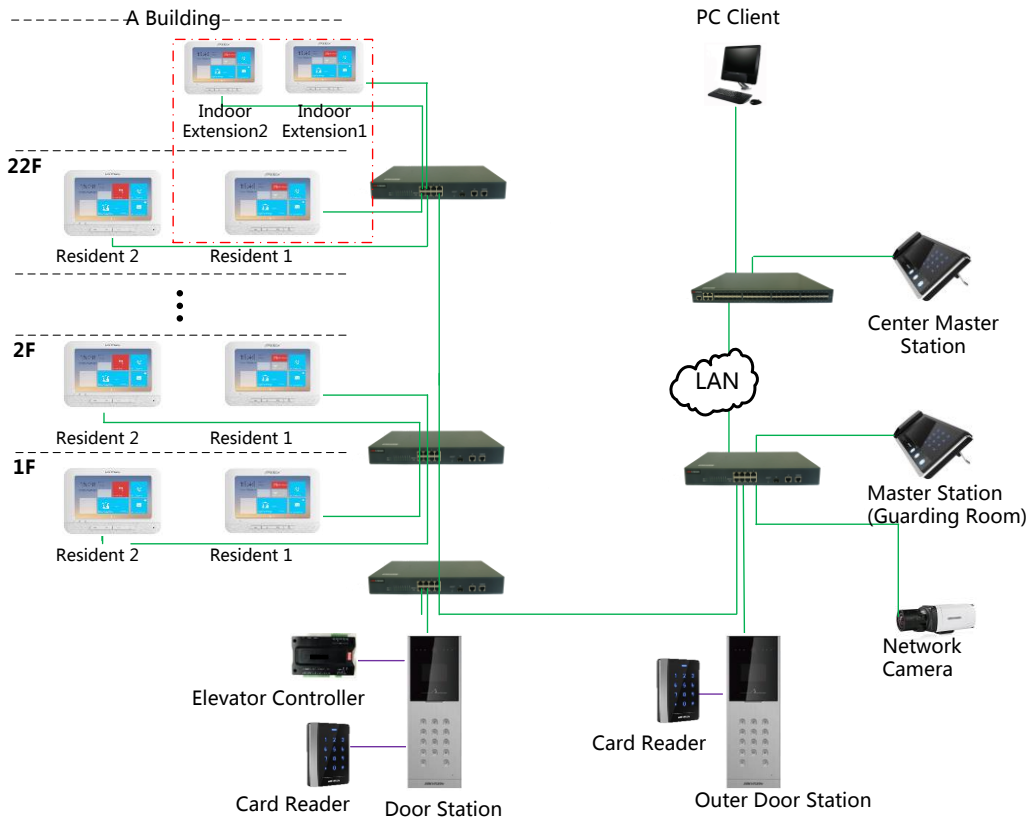 A Building
PC Client
Indoor
Extension2
Indoor
Extension1
22F
Resident 2
Resident 1
Center Master
Station
2F
LAN
Resident 2
Resident 1
1F
Master Station
(Guarding Room)
Resident 2
Resident 1
Network
Camera
Elevator Controller
Card Reader
Card Reader
Door Station
Outer Door Station